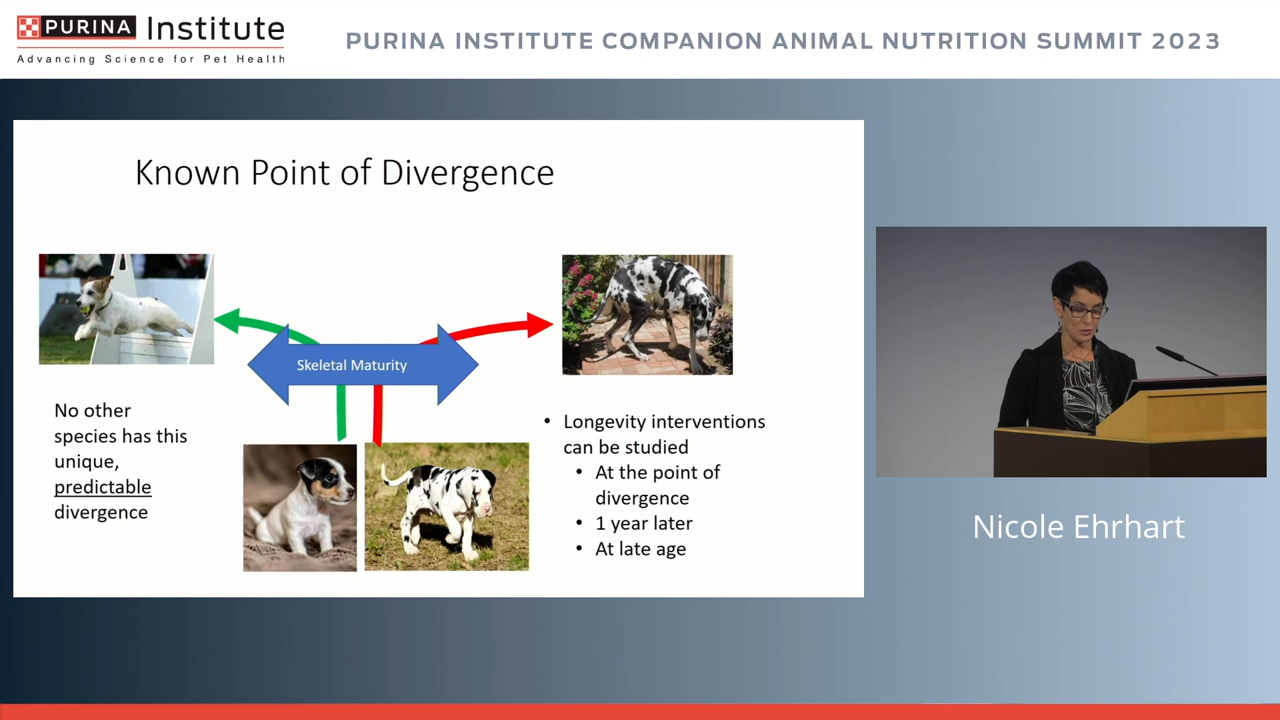 PURINA Institute
Advancing Science for Pet Health
PURINA INSTITUTE COMPANION ANIMAL NUTRITION SUMMIT 2023
Known Point of Divergence
Skeletal Maturity
No other
species has this
unique,
predictable
divergence
• Longevity interventions
can be studied
• At the point of
divergence
• 1 year later
• At late age
Nicole Ehrhart